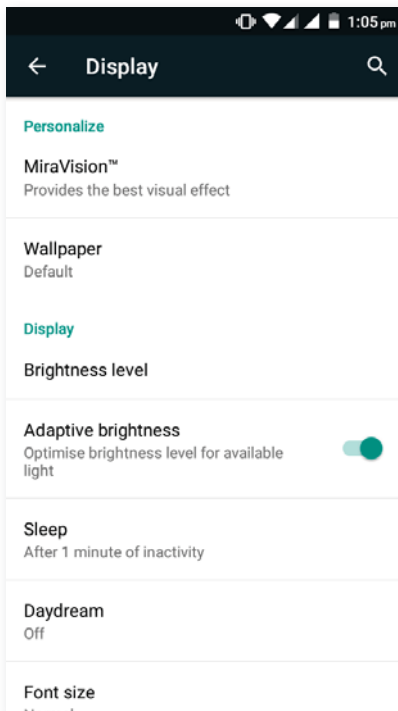 1:05 pm
Display
Personalize
MiraVision™
Provides the best visual effect
Wallpaper
Default
Display
Brightness level
Adaptive brightness
Optimise brightness level for available
light
Sleep
After 1 minute of inactivity
Daydream
Off
Font size